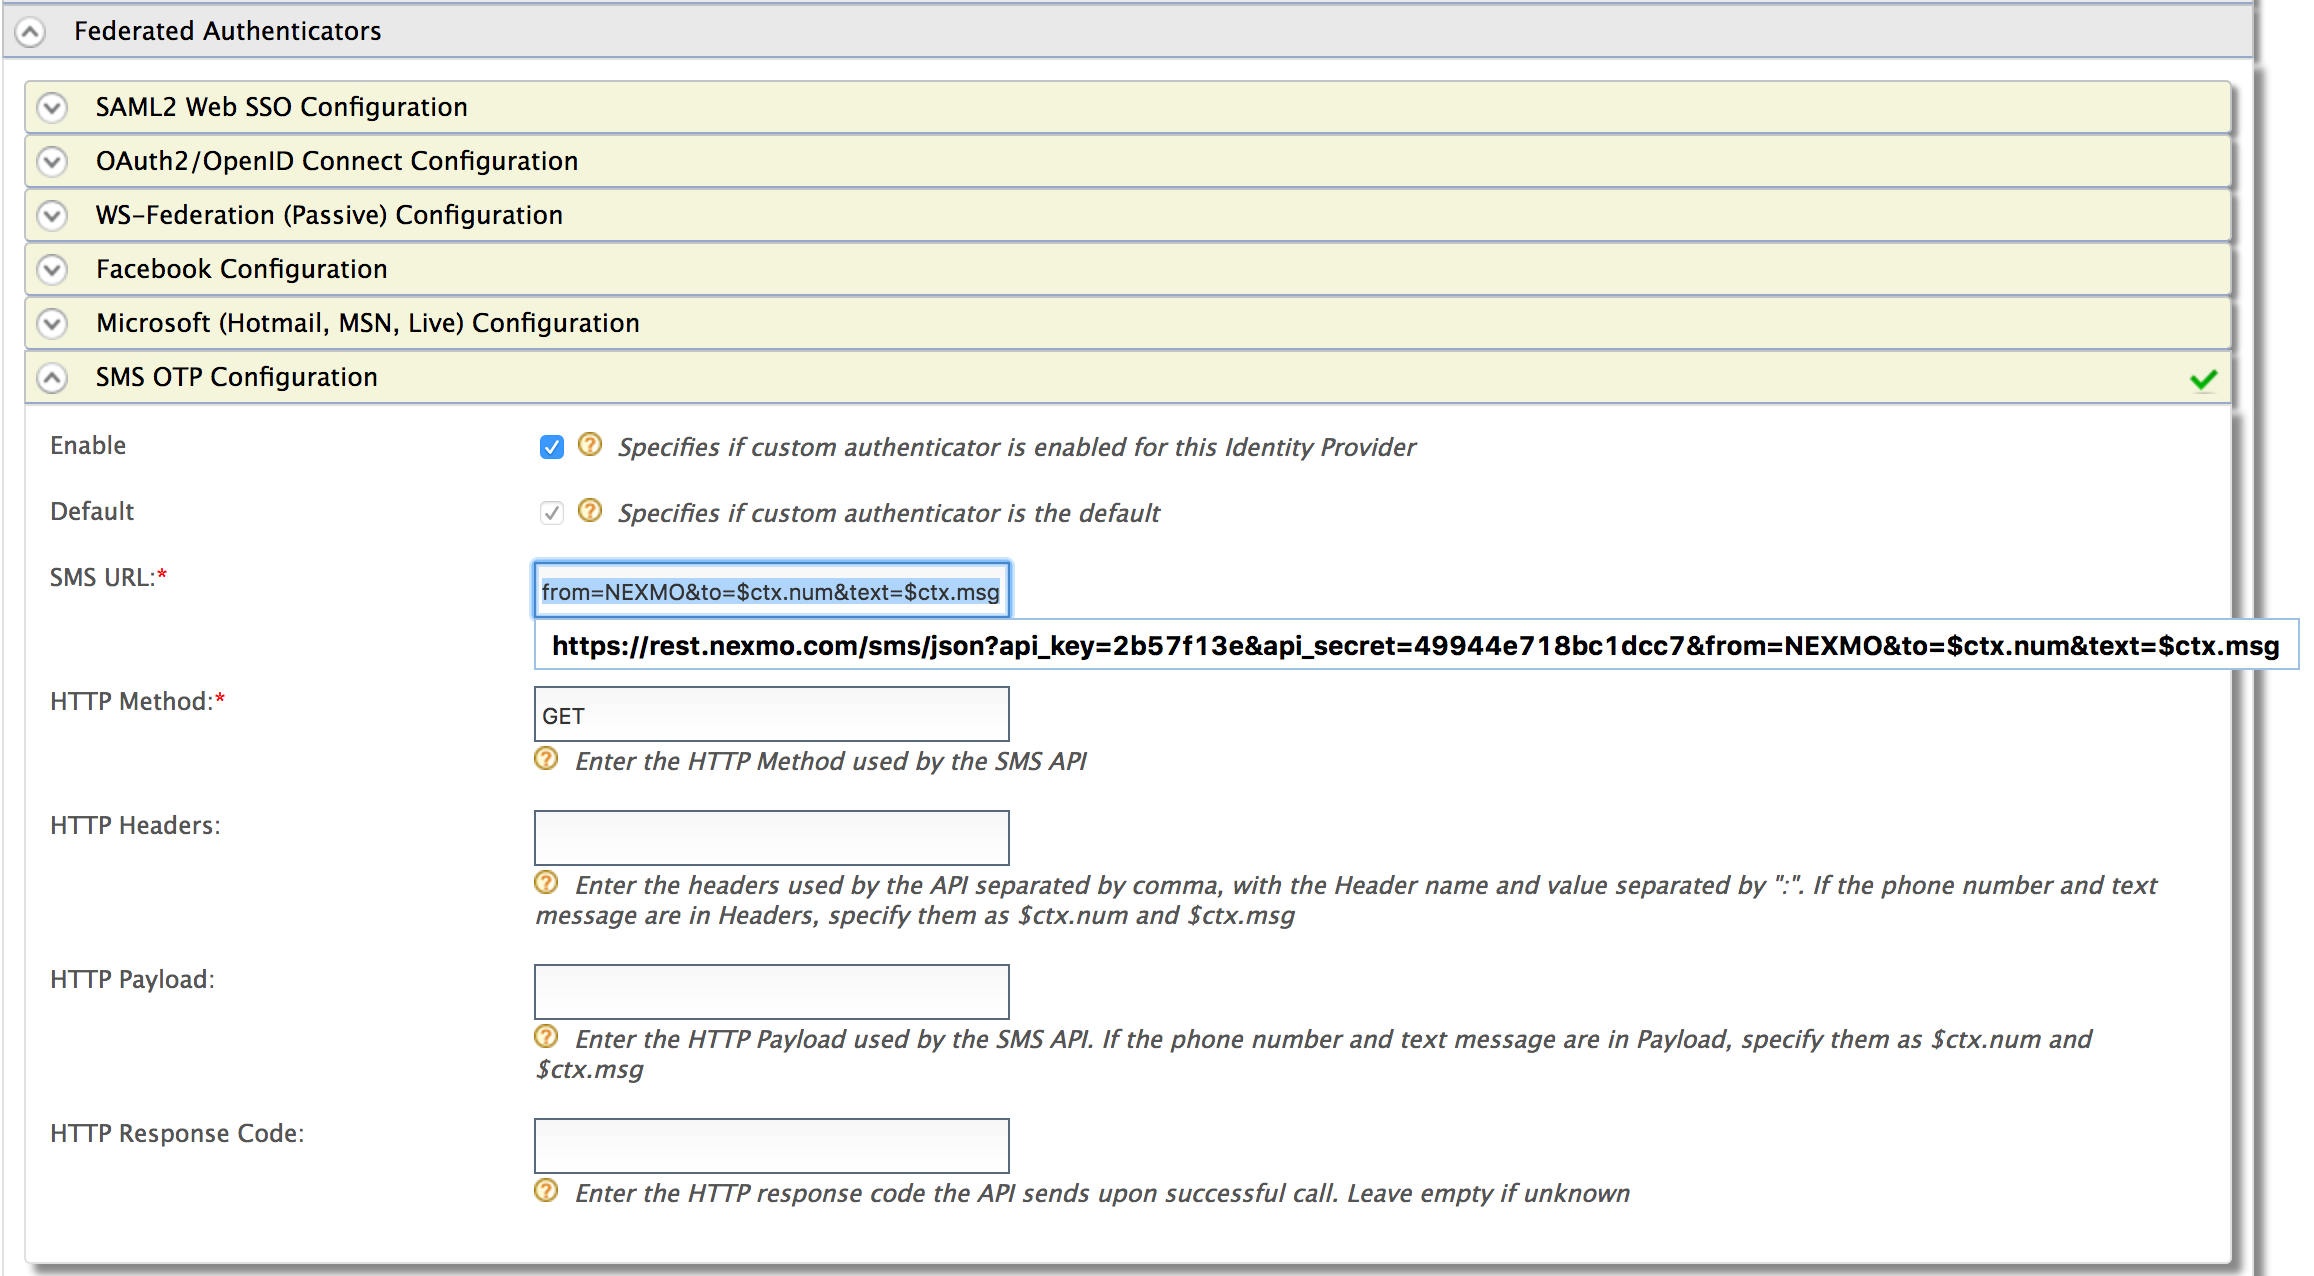 Federated Authenticators
SAML2 Web SSO Configuration
OAuth2/OpenID Connect Configuration
WS-Federation (Passive) Configuration
Facebook Configuration
Microsoft (Hotmail, MSN, Live) Configuration
SMS OTP Configuration
Enable
Specifies if custom authenticator is enabled for this Identity Provider
Default
Specifies if custom authenticator is the default
SMS URL:*
from=NEXMO&to=$ctx.num&text=$ctx.msg
https://rest.nexmo.com/sms/json?api_key=2b57f13e&api_secret=49944e718bc1dcc7&from=NEXMO&to=$ctx.num&text=$ctx.msg
HTTP Method:*
GET
Enter the HTTP Method used by the SMS API
HTTP Headers:
Enter the headers used by the API separated by comma, with the Header name and value separated by ":". If the phone number and text
message are in Headers, specify them as $ctx.num and $ctx.msg
HTTP Payload:
Enter the HTTP Payload used by the SMS API. If the phone number and text message are in Payload, specify them as $ctx.num and
$ctx.msg
HTTP Response Code:
Enter the HTTP response code the API sends upon successful call. Leave empty if unknown